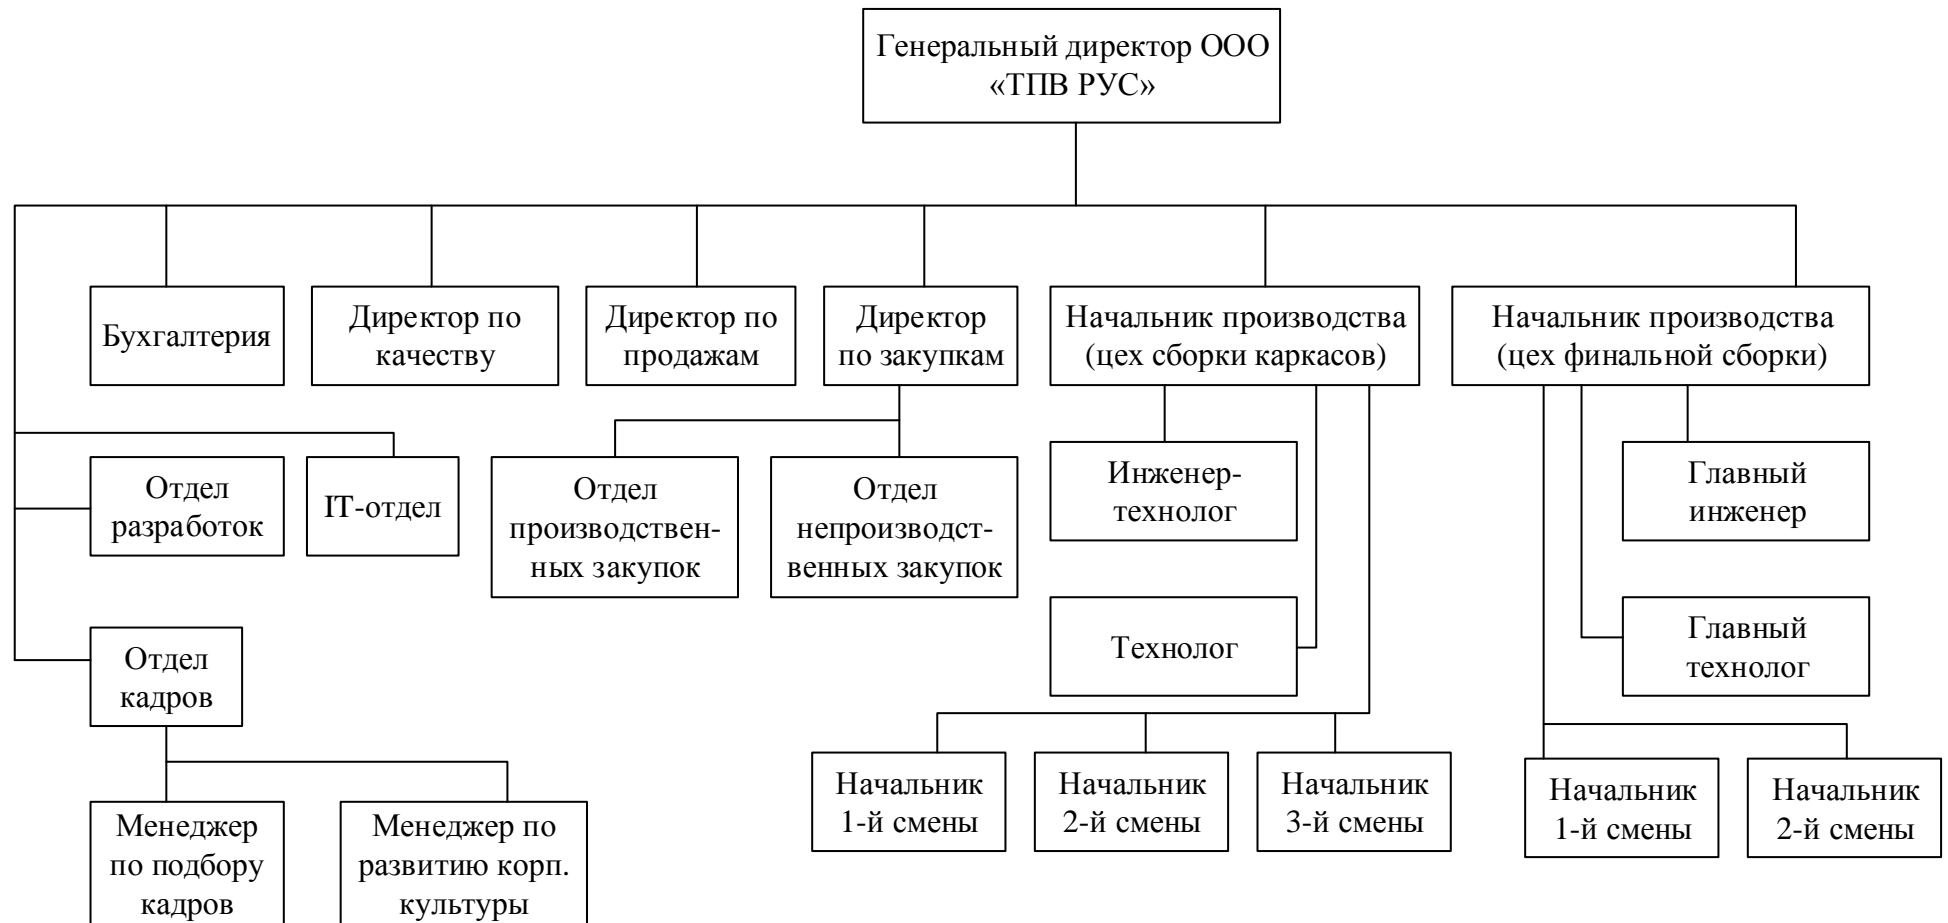 Генеральный директор ООО
«ТПВ РУС»
Бухгалтерия
Директор по
качеству
Директор по
продажам
Директор
по закупкам
Начальник производства
(цех сборки каркасов)
Начальник производства
(цех финальной сборки)
Отдел
разработок
IT-отдел
Отдел
производствен-
ных закупок
Отдел
непроизводст-
венных закупок
Инженер-
технолог
Главный
инженер
Технолог
Главный
технолог
Отдел
кадров
Начальник
1-й смены
Начальник
2-й смены
Начальник
3-й смены
Начальник
1-й смены
Начальник
2-й смены
Менеджер
по подбору
кадров
Менеджер по
развитию корп.
культуры